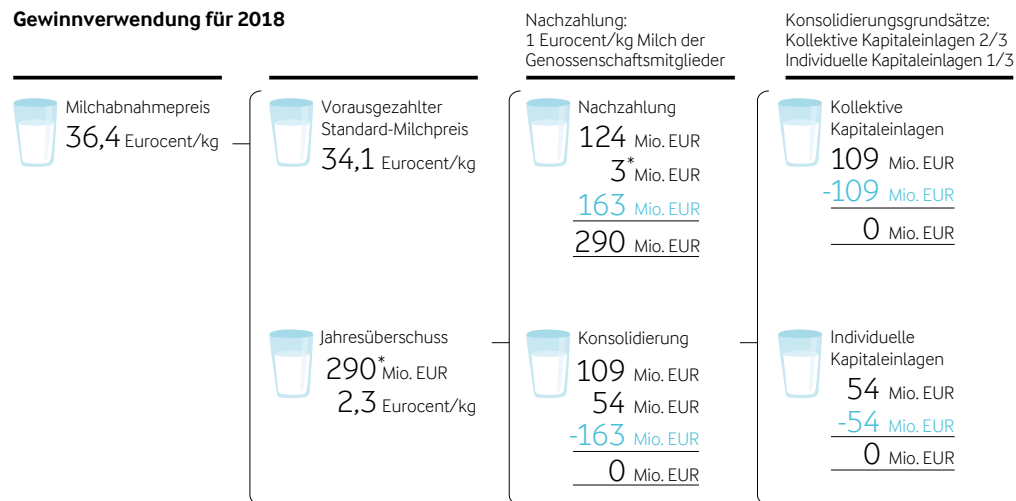 Gewinnverwendung für 2018
Nachzahlung:
1 Eurocent/kg Milch der
Genossenschaftsmitglieder
Konsolidierungsgrundsätze:
Kollektive Kapitaleinlagen 2/3
Individuelle Kapitaleinlagen 1/3
Milchabnahmepreis
36,4 Eurocent/kg
Vorausgezahlter
Standard-Milchpreis
34,1 Eurocent/kg
Jahresüberschuss
290* Mio. EUR
2,3 Eurocent/kg
Nachzahlung
124 Mio. EUR
3* Mio. EUR
163 Mio. EUR
290 Mio. EUR
Konsolidierung
109 Mio. EUR
54 Mio. EUR
-163 Mio. EUR
0 Mio. EUR
Kollektive
Kapitaleinlagen
109 Mio. EUR
-109 Mio. EUR
0 Mio. EUR
Individuelle
Kapitaleinlagen
54 Mio. EUR
-54 Mio. EUR
0 Mio. EUR